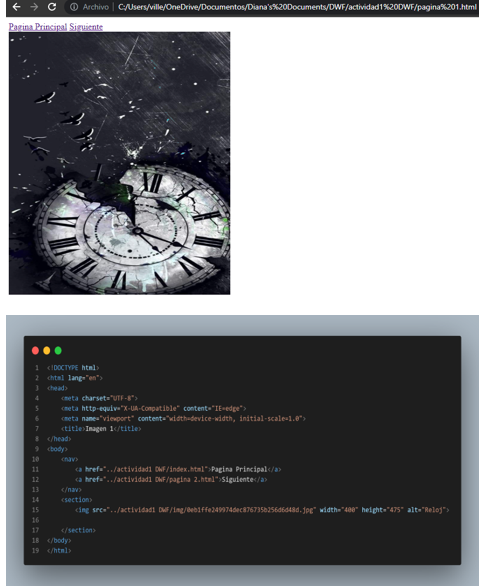 Archivo | C:/Users/ville/OneDrive/Documentos/Diana's%20Documents/DWF/actividad1%20DWF/pagina%201.html
Pagina Principal Siguiente
1 <!DOCTYPE html>
2 <html lang="en">
3 <head>
4 <meta charset="UTF-8">
5 <meta http-equiv="X-UA-Compatible" content="IE=edge">
6 <meta name="viewport" content="width=device-width, initial-scale=1.0">
7 <title>Imagen 1</title>
8 </head>
9 <body>
10 <nav>
11 <a href="../actividad1 DWF/index.html">Pagina Principal</a>
12 <a href="../actividad1 DWF/pagina 2.html">Siguiente</a>
13 </nav>
14 <section>
15 <img src="../actividad1 DWF/img/0eb1ffe249974dec876735b256d6d48d.jpg" width="400" height="475" alt="Reloj">
16
17 </section>
18 </body>
19 </html>